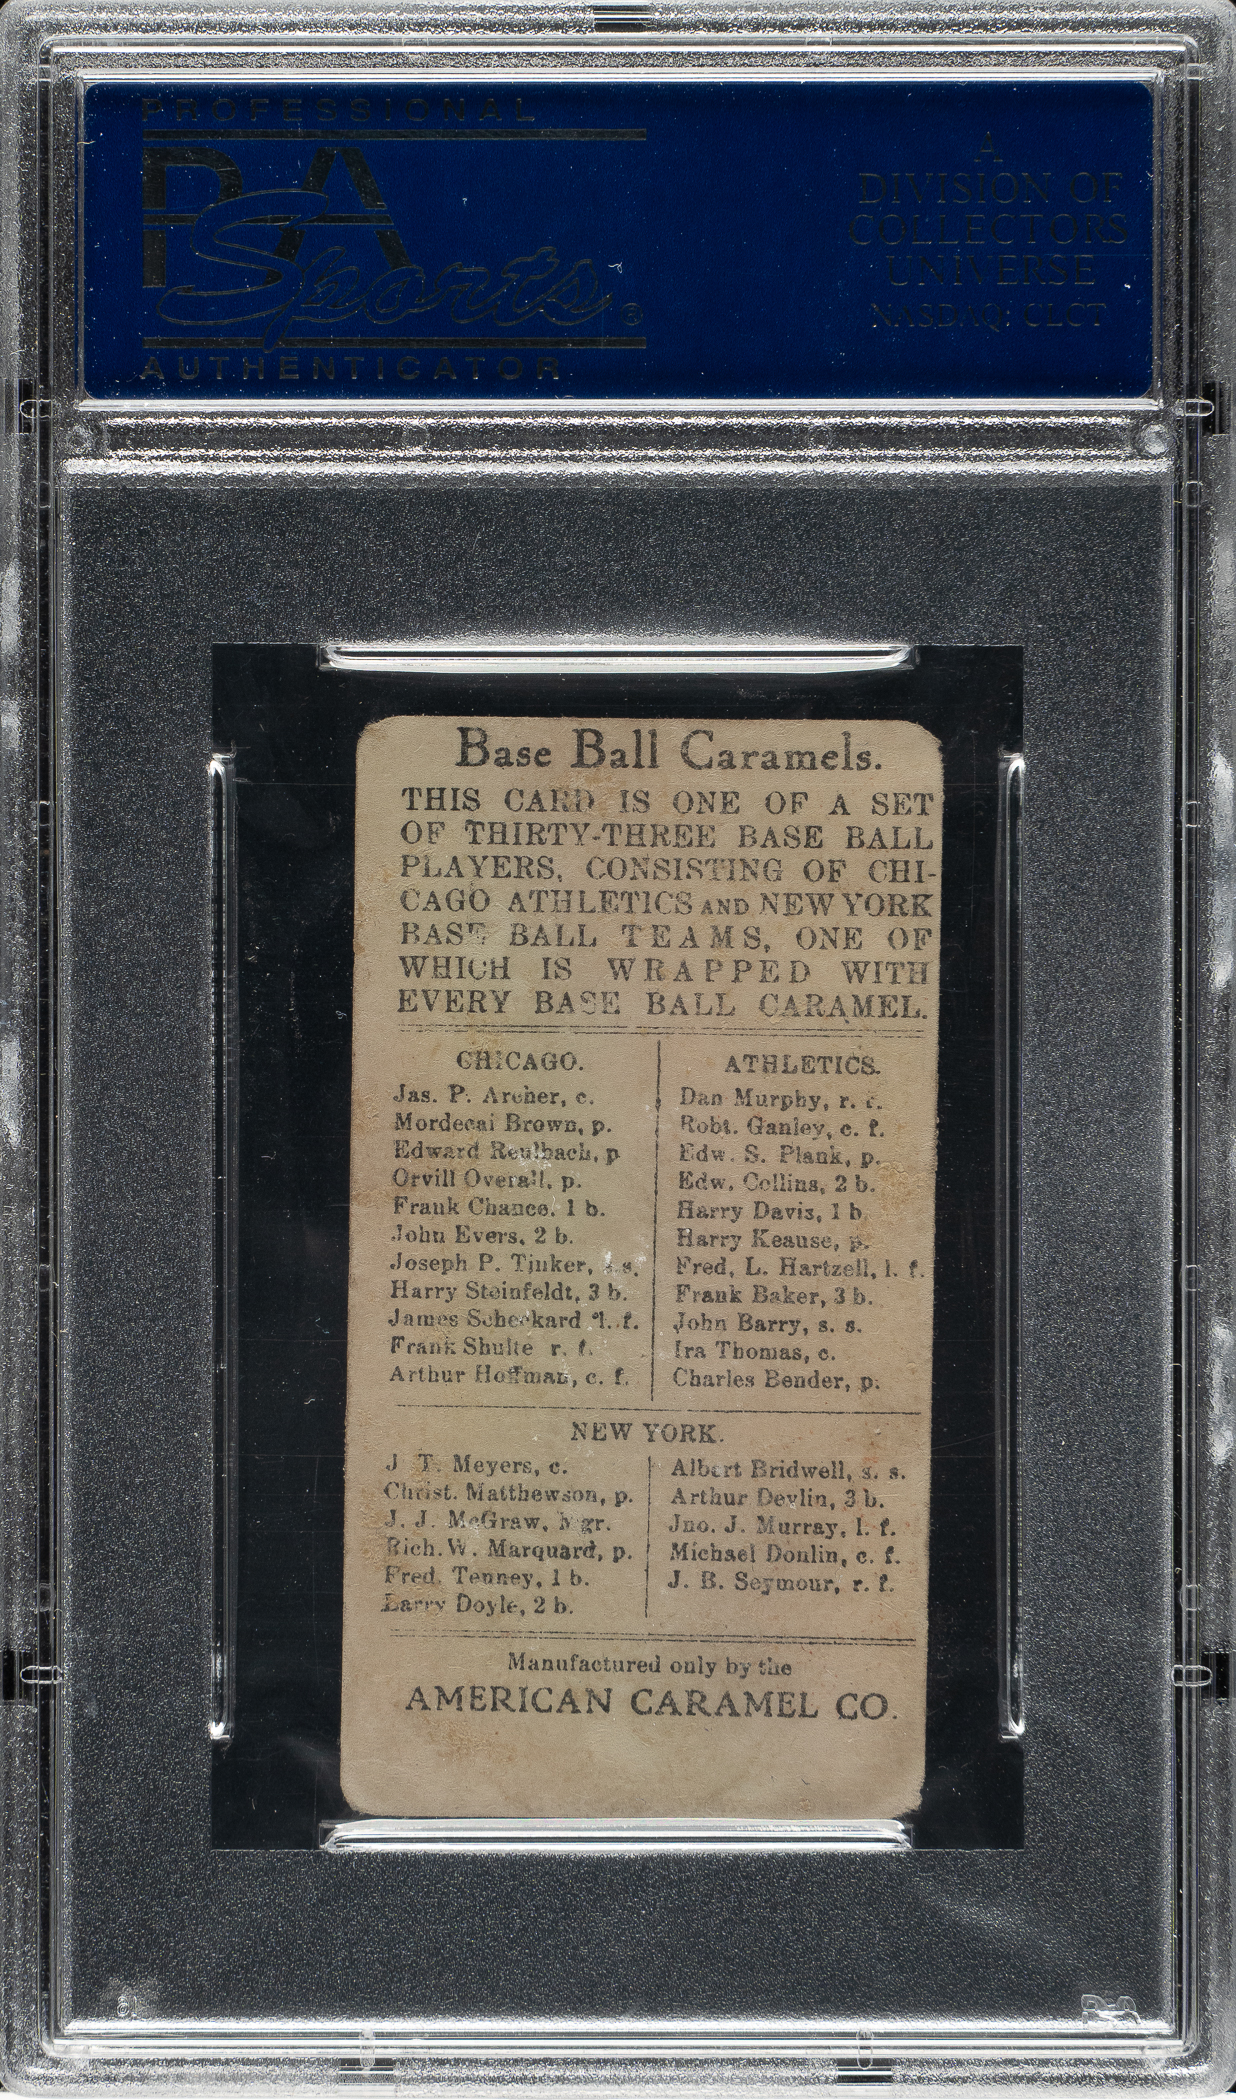 PROFESSIONAL
PSA
Sports®
AUTHENTICATOR
A
DIVISION OF
COLLECTORS
UNIVERSE
NASDAQ: CLCT
Base Ball Caramels.
THIS CARD IS ONE OF A SET
OF THIRTY-THREE BASE BALL
PLAYERS, CONSISTING OF CHI-
CAGO ATHLETICS AND NEW YORK
BASE BALL TEAMS, ONE OF
WHICH IS WRAPPED WITH
EVERY BASE BALL CARAMEL.
CHICAGO.
Jas. P. Archer, c.
Mordecai Brown, p.
Edward Reulbach, p
Orvill Overall, p.
Frank Chance, 1 b.
John Evers, 2 b.
Joseph P. Tinker, s. s.
Harry Steinfeldt, 3 b.
James Scheckard l. f.
Frank Shulte r. f.
Arthur Hoffman, c. f.
ATHLETICS.
Dan Murphy, r. f.
Robt. Ganley, c. f.
Edw. S. Plank, p.
Edw. Collins, 2 b.
Harry Davis, 1 b
Harry Keause, p.
Fred, L. Hartzell, l. f.
Frank Baker, 3 b.
John Barry, s. s.
Ira Thomas, c.
Charles Bender, p.
NEW YORK.
J. T. Meyers, c.
Christ. Matthewson, p.
J. J. McGraw, Mgr.
Rich. W. Marquard, p.
Fred. Tenney, 1 b.
Larry Doyle, 2 b.
Albert Bridwell, s. s.
Arthur Devlin, 3 b.
Jno. J. Murray, l. f.
Michael Donlin, c. f.
J. B. Seymour, r. f.
Manufactured only by the
AMERICAN CARAMEL CO.
PSA